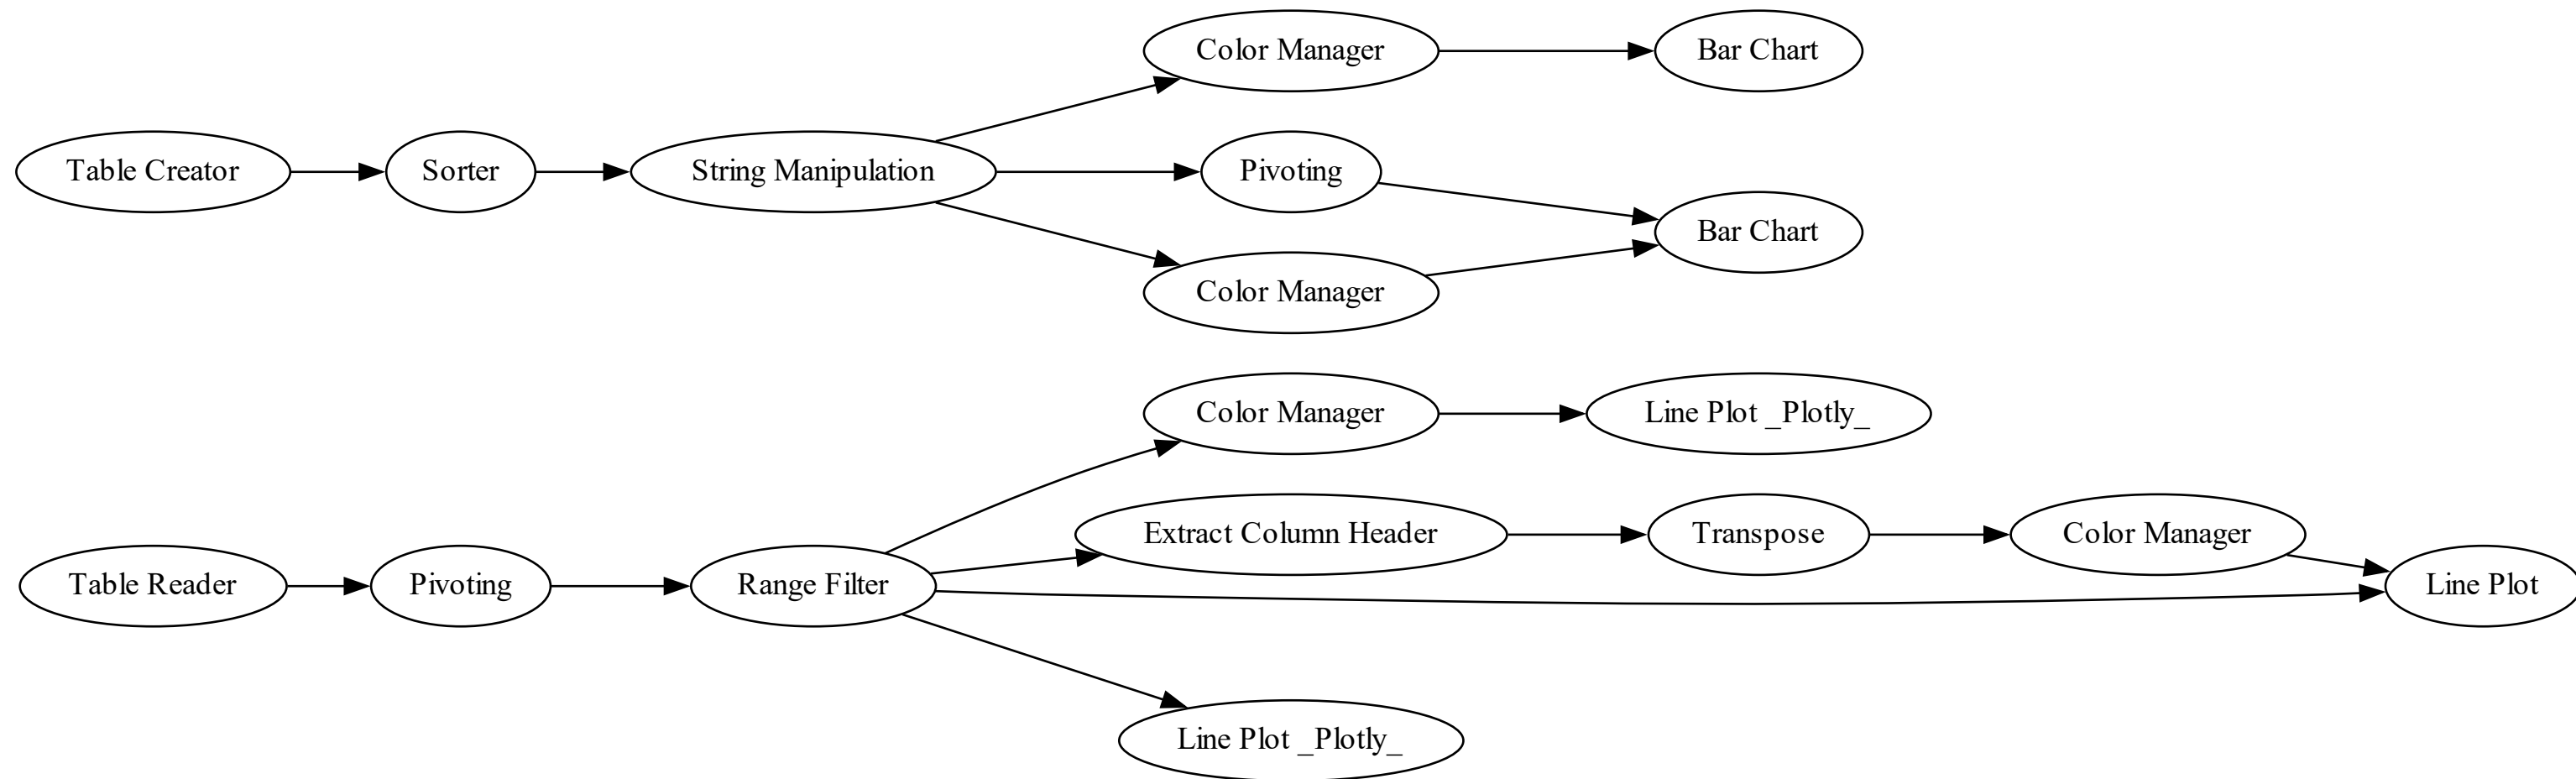 Color Manager
Bar Chart
Table Creator
Sorter
String Manipulation
Pivoting
Bar Chart
Color Manager
Color Manager
Line Plot _Plotly_
Extract Column Header
Transpose
Color Manager
Table Reader
Pivoting
Range Filter
Line Plot
Line Plot _Plotly_